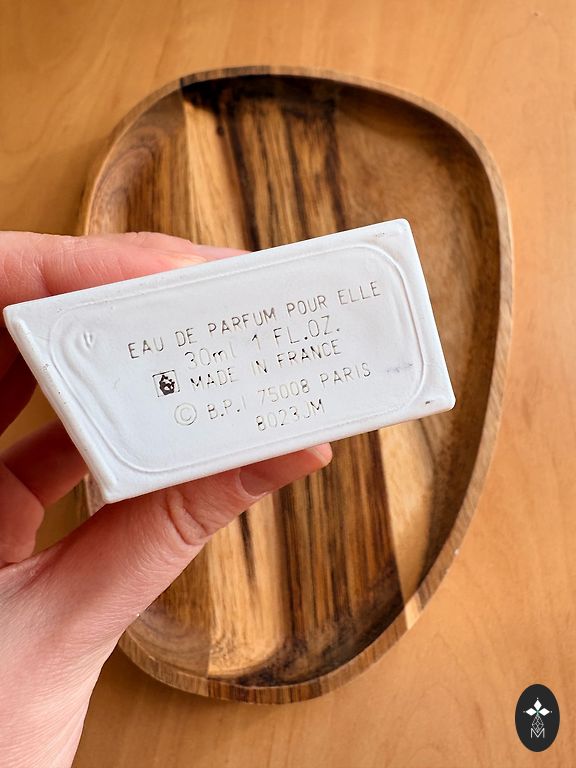 EAU DE PARFUM POUR ELLE
30ml 1 FL.OZ.
MADE IN FRANCE
© B.P.I 75008 PARIS
8023JM
M